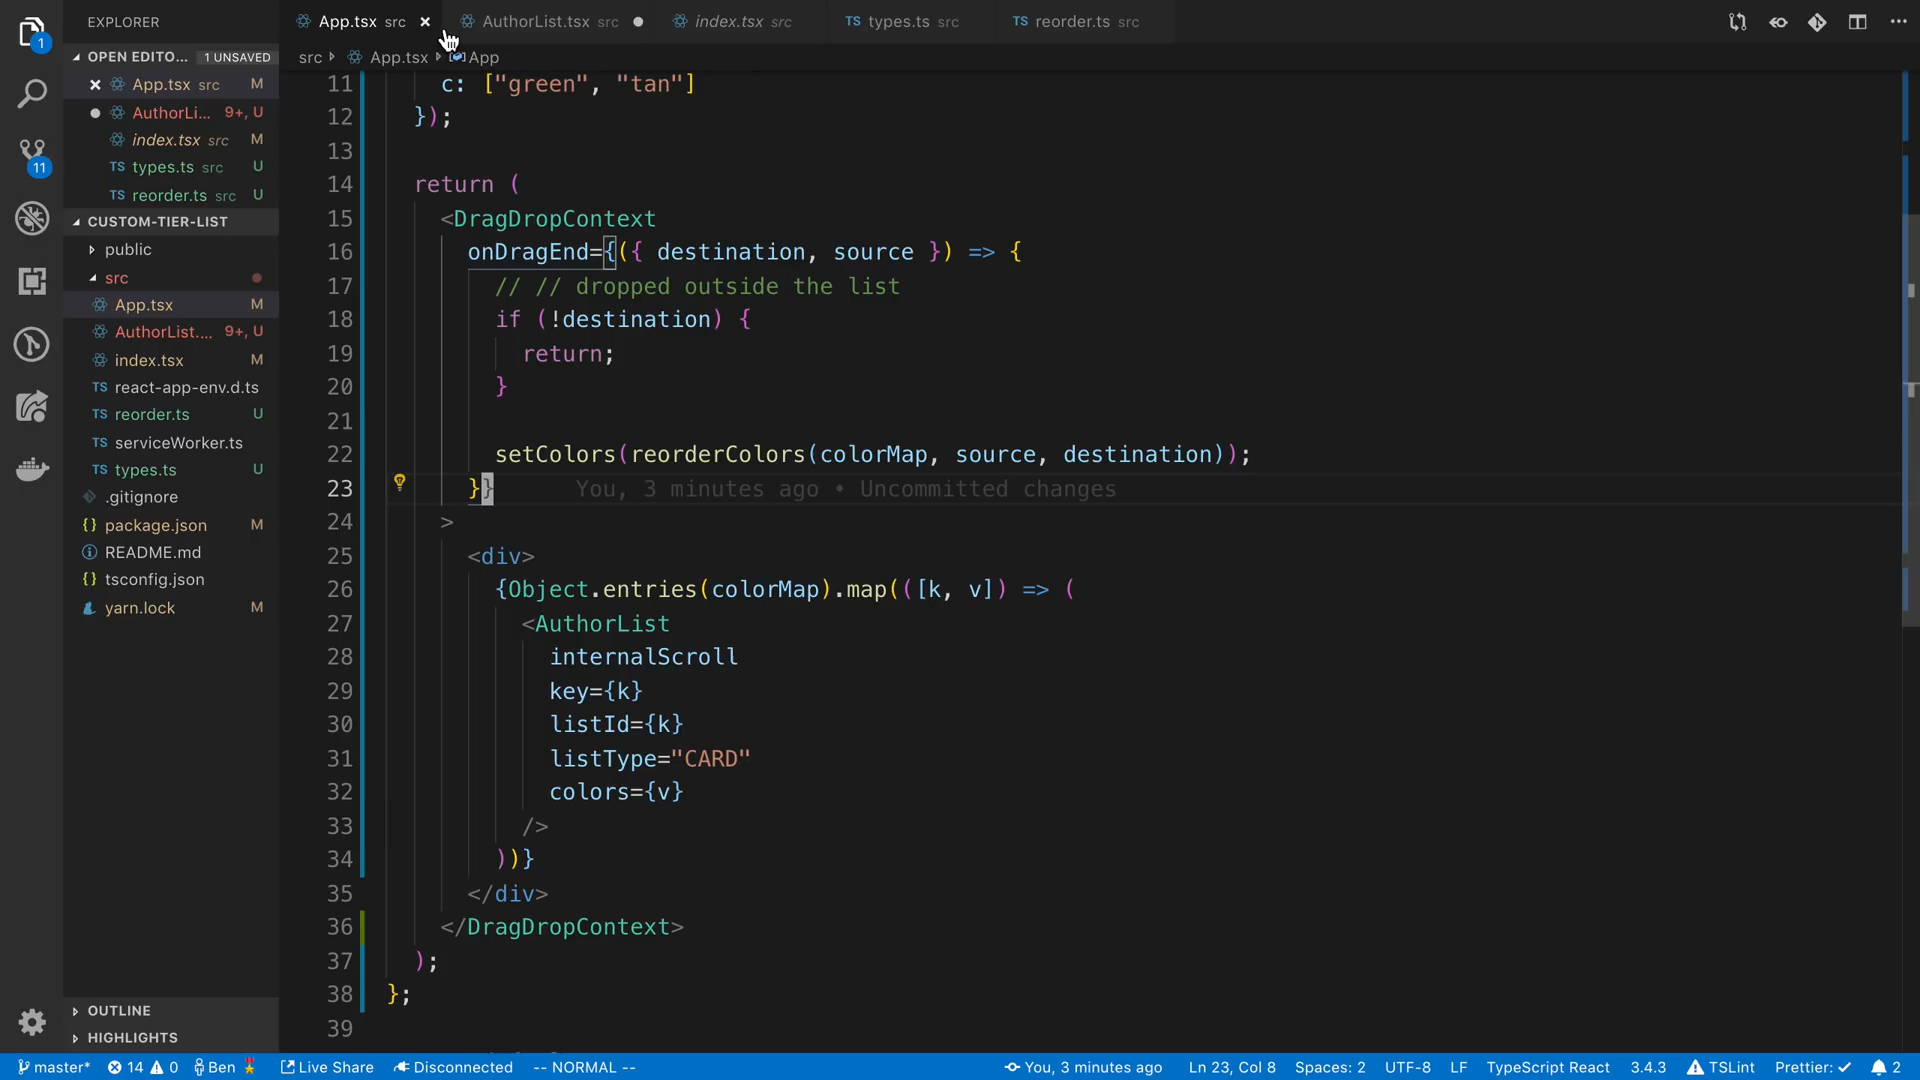 EXPLORER
App.tsx src
AuthorList.tsx src
index.tsx src
TS types.ts src
TS reorder.ts src
1
OPEN EDITO... 1 UNSAVED
App.tsx src M
AuthorLi... 9+, U
index.tsx src M
TS types.ts src U
TS reorder.ts src U
CUSTOM-TIER-LIST
public
src
App.tsx M
AuthorList.... 9+, U
index.tsx M
TS react-app-env.d.ts
TS reorder.ts U
TS serviceWorker.ts
TS types.ts U
.gitignore
{} package.json M
README.md
{} tsconfig.json
yarn.lock M
OUTLINE
HIGHLIGHTS
11
src App.tsx App
11 c: ["green", "tan"]
12 });
13
14 return (
15 <DragDropContext
16 onDragEnd={({ destination, source }) => {
17 // // dropped outside the list
18 if (!destination) {
19 return;
20 }
21
22 setColors(reorderColors(colorMap, source, destination));
23 }} You, 3 minutes ago • Uncommitted changes
24 >
25 <div>
26 {Object.entries(colorMap).map(([k, v]) => (
27 <AuthorList
28 internalScroll
29 key={k}
30 listId={k}
31 listType="CARD"
32 colors={v}
33 />
34 ))}
35 </div>
36 </DragDropContext>
37 );
38 };
39
master* 14 0 Ben Live Share Disconnected -- NORMAL -- You, 3 minutes ago Ln 23, Col 8 Spaces: 2 UTF-8 LF TypeScript React 3.4.3 TSLint Prettier: ✓ 2